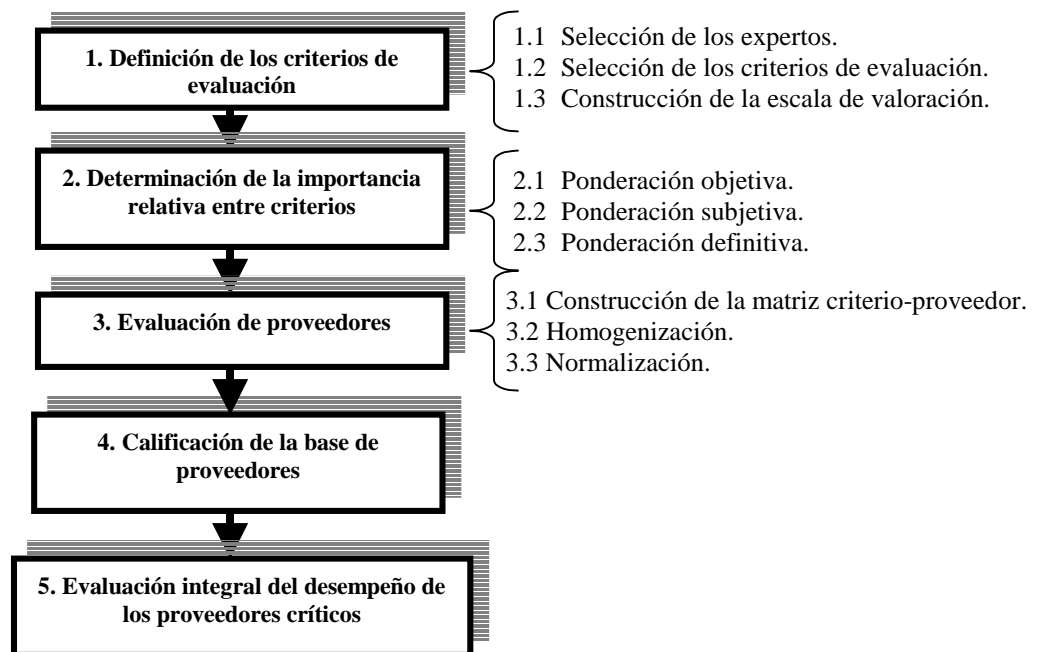 1. Definición de los criterios de
evaluación
1.1 Selección de los expertos.
1.2 Selección de los criterios de evaluación.
1.3 Construcción de la escala de valoración.
2. Determinación de la importancia
relativa entre criterios
2.1 Ponderación objetiva.
2.2 Ponderación subjetiva.
2.3 Ponderación definitiva.
3. Evaluación de proveedores
3.1 Construcción de la matriz criterio-proveedor.
3.2 Homogenización.
3.3 Normalización.
4. Calificación de la base de
proveedores
5. Evaluación integral del desempeño de
los proveedores críticos